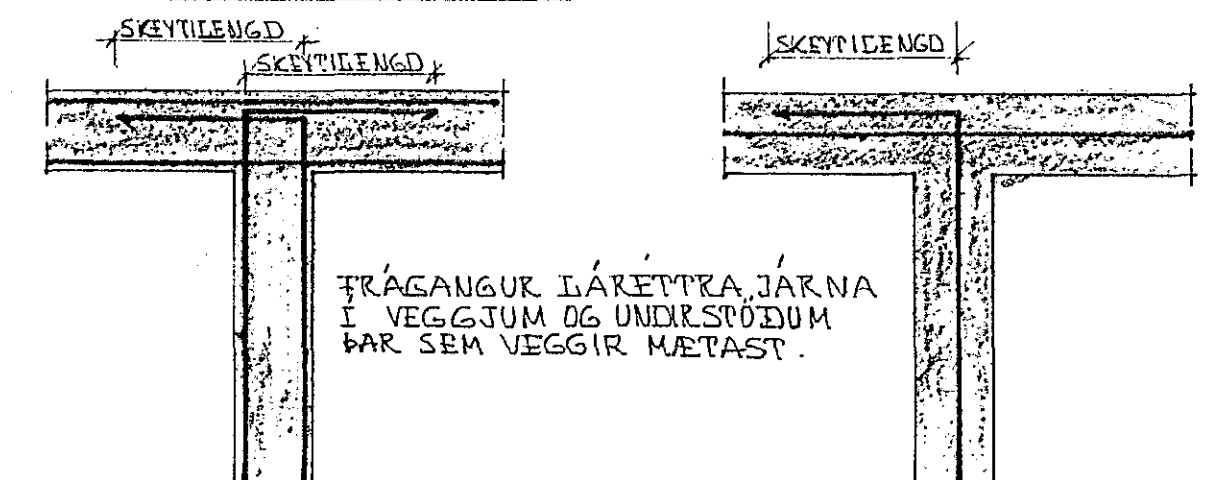 SKEYTILENGD
SKEYTILENGD
SKEYTILENGD
FRÁGANGUR LÁRÉTTRA JÁRNA
Í VEGGJUM OG UNDIRSTÖÐUM
ÞAR SEM VEGGIR MÆTAST.